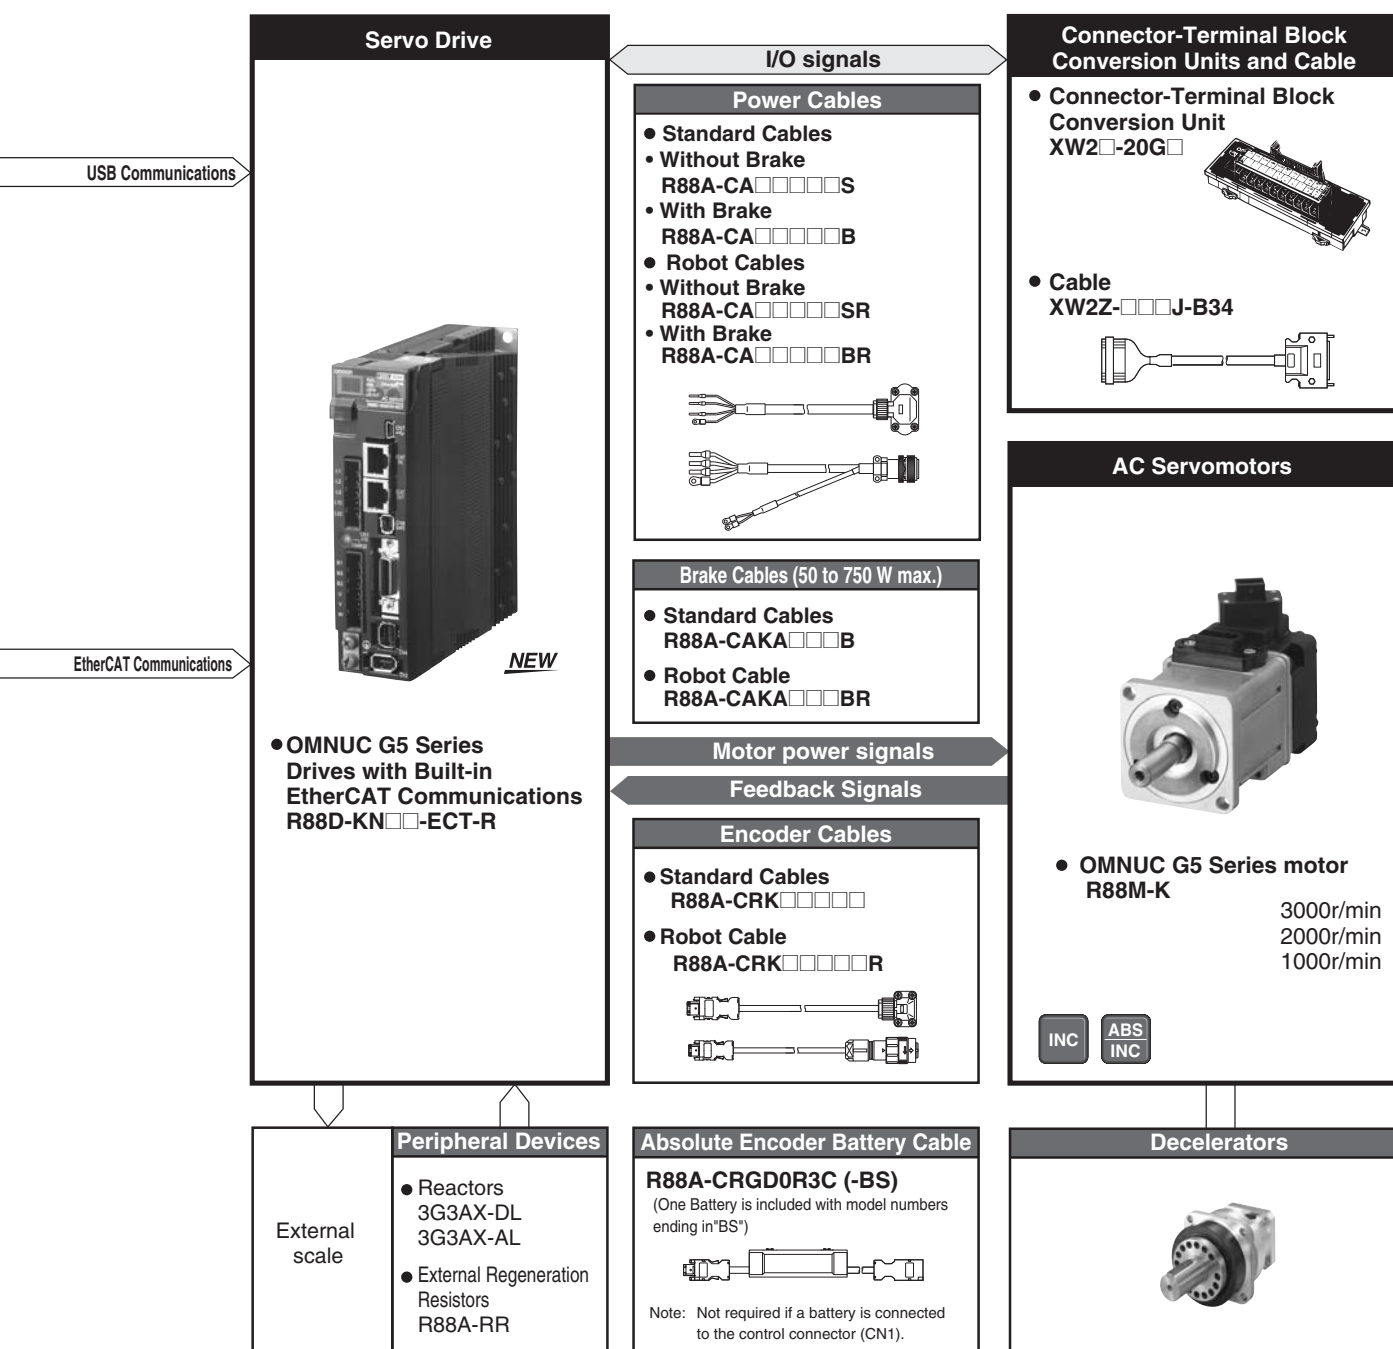 USB Communications
EtherCAT Communications
Servo Drive
NEW
OMNUC G5 Series
Drives with Built-in
EtherCAT Communications
R88D-KN□□-ECT-R
I/O signals
Power Cables
● Standard Cables
• Without Brake
R88A-CA□□□□□S
• With Brake
R88A-CA□□□□□B
● Robot Cables
• Without Brake
R88A-CA□□□□□SR
• With Brake
R88A-CA□□□□□BR
Brake Cables (50 to 750 W max.)
● Standard Cables
R88A-CAKA□□□B
● Robot Cable
R88A-CAKA□□□BR
Motor power signals
Feedback Signals
Encoder Cables
● Standard Cables
R88A-CRK□□□□□
● Robot Cable
R88A-CRK□□□□□R
Connector-Terminal Block
Conversion Units and Cable
● Connector-Terminal Block
Conversion Unit
XW2□-20G□
● Cable
XW2Z-□□□J-B34
AC Servomotors
● OMNUC G5 Series motor
R88M-K
3000r/min
2000r/min
1000r/min
INC
ABS
INC
External
scale
Peripheral Devices
● Reactors
3G3AX-DL
3G3AX-AL
● External Regeneration
Resistors
R88A-RR
Absolute Encoder Battery Cable
R88A-CRGD0R3C (-BS)
(One Battery is included with model numbers
ending in"BS")
Note: Not required if a battery is connected
to the control connector (CN1).
Decelerators